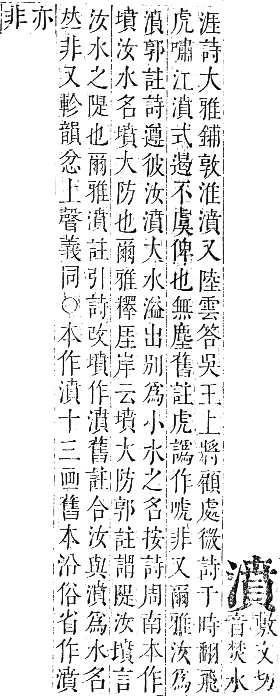 濆
敷文切
音焚水
涯詩大雅鋪敦淮濆又陸雲答吳王上將顧處微詩于時翻飛
虎嘯江濆式遏不虞俾也無塵舊註虎譌作唬非又爾雅汝爲
濆郭註詩遵彼汝濆大水溢出別爲小水之名按詩周南本作
墳汝水名墳大防也爾雅釋厓岸云墳大防郭註謂隄汝墳言
汝水之隄也爾雅濆註引詩改墳作濆舊註合汝與濆爲水名
𠀤非又軫韻忿上聲義同○本作濆十三画舊本沿俗省作濆
亦
非